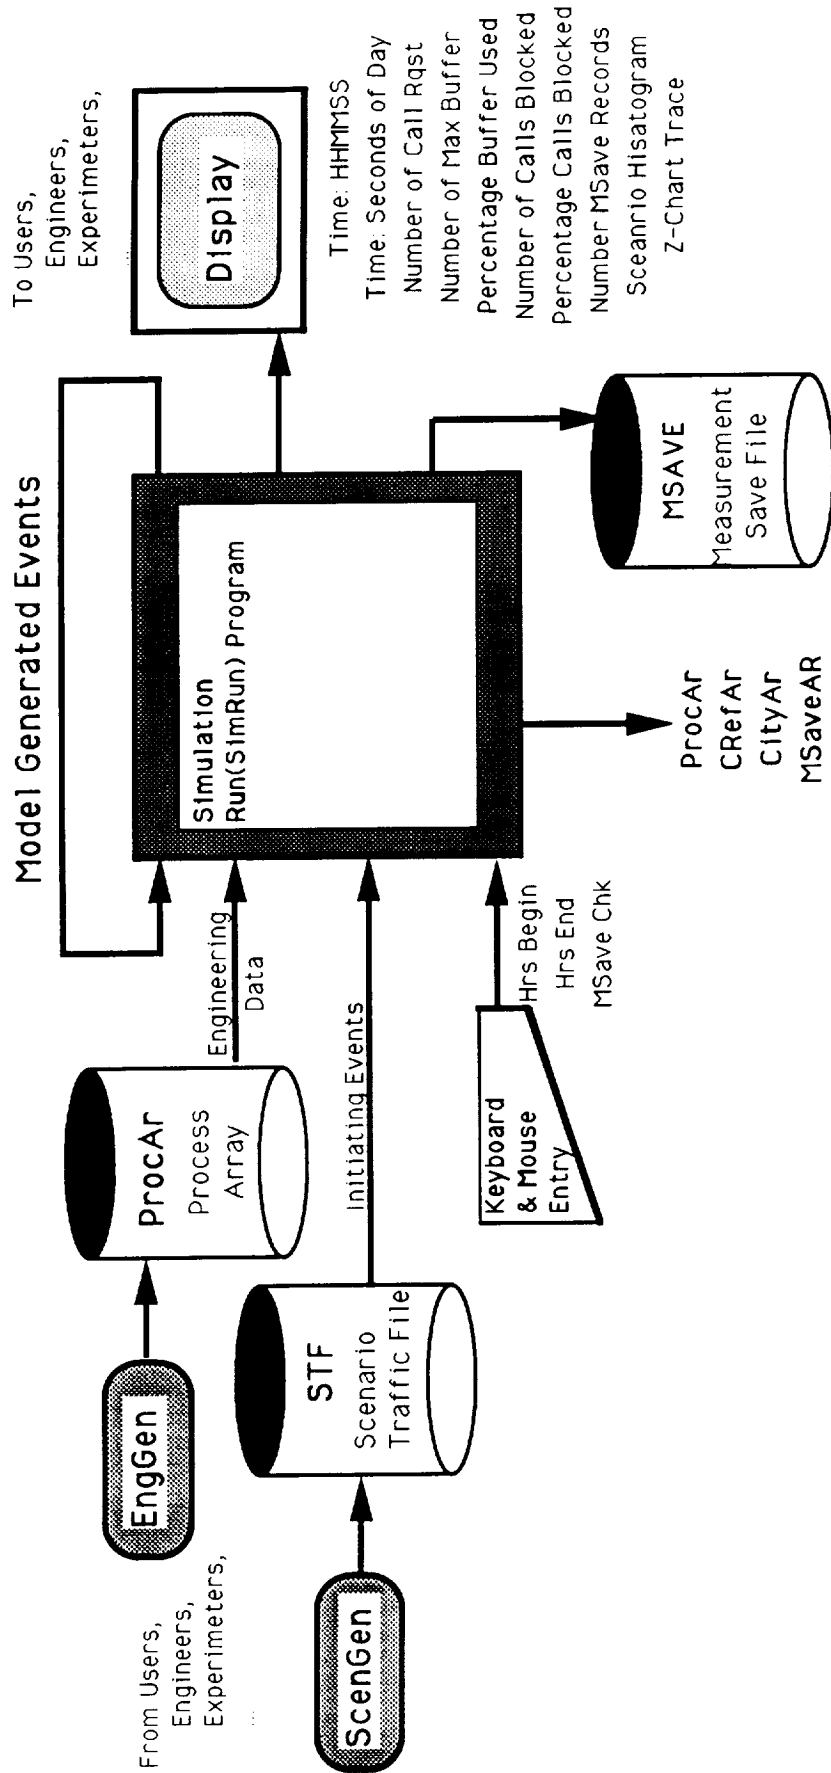 Model Generated Events
From Users,
Engineers,
Experimeters,
...
EngGen
ProcAr
Process
Array
Engineering
Data
ScenGen
STF
Scenario
Traffic File
Initiating Events
Keyboard
& Mouse
Entry
Hrs Begin
Hrs End
MSave Chk
Simulation
Run(SimRun) Program
To Users,
Engineers,
Experimeters,
...
Display
Time: HHMMSS
Time: Seconds of Day
Number of Call Rqst
Number of Max Buffer
Percentage Buffer Used
Number of Calls Blocked
Percentage Calls Blocked
Number MSave Records
Sceanrio Hisatogram
Z-Chart Trace
MSAVE
Measurement
Save File
ProcAr
CRefAr
CityAr
MSaveAR